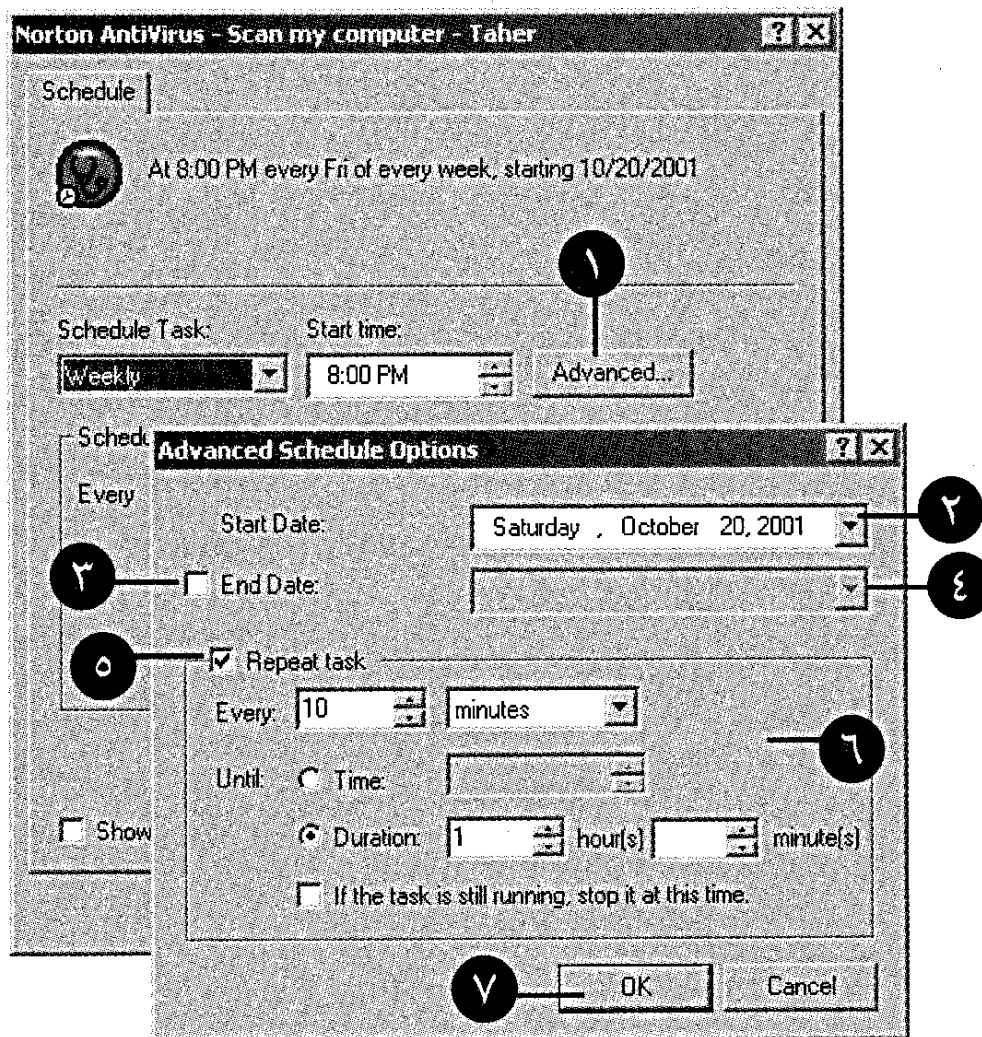 Norton AntiVirus - Scan my computer - Taher
Schedule
At 8:00 PM every Fri of every week, starting 10/20/2001
١
Schedule Task: Start time:
Weekly 8:00 PM Advanced...
Schedu
Advanced Schedule Options
Every
Start Date: Saturday , October 20, 2001 ٢
٣ End Date: ٤
٥ Repeat task
Every: 10 minutes
٦
Until: Time:
Duration: 1 hour(s) minute(s)
Show
If the task is still running, stop it at this time.
٧ OK Cancel